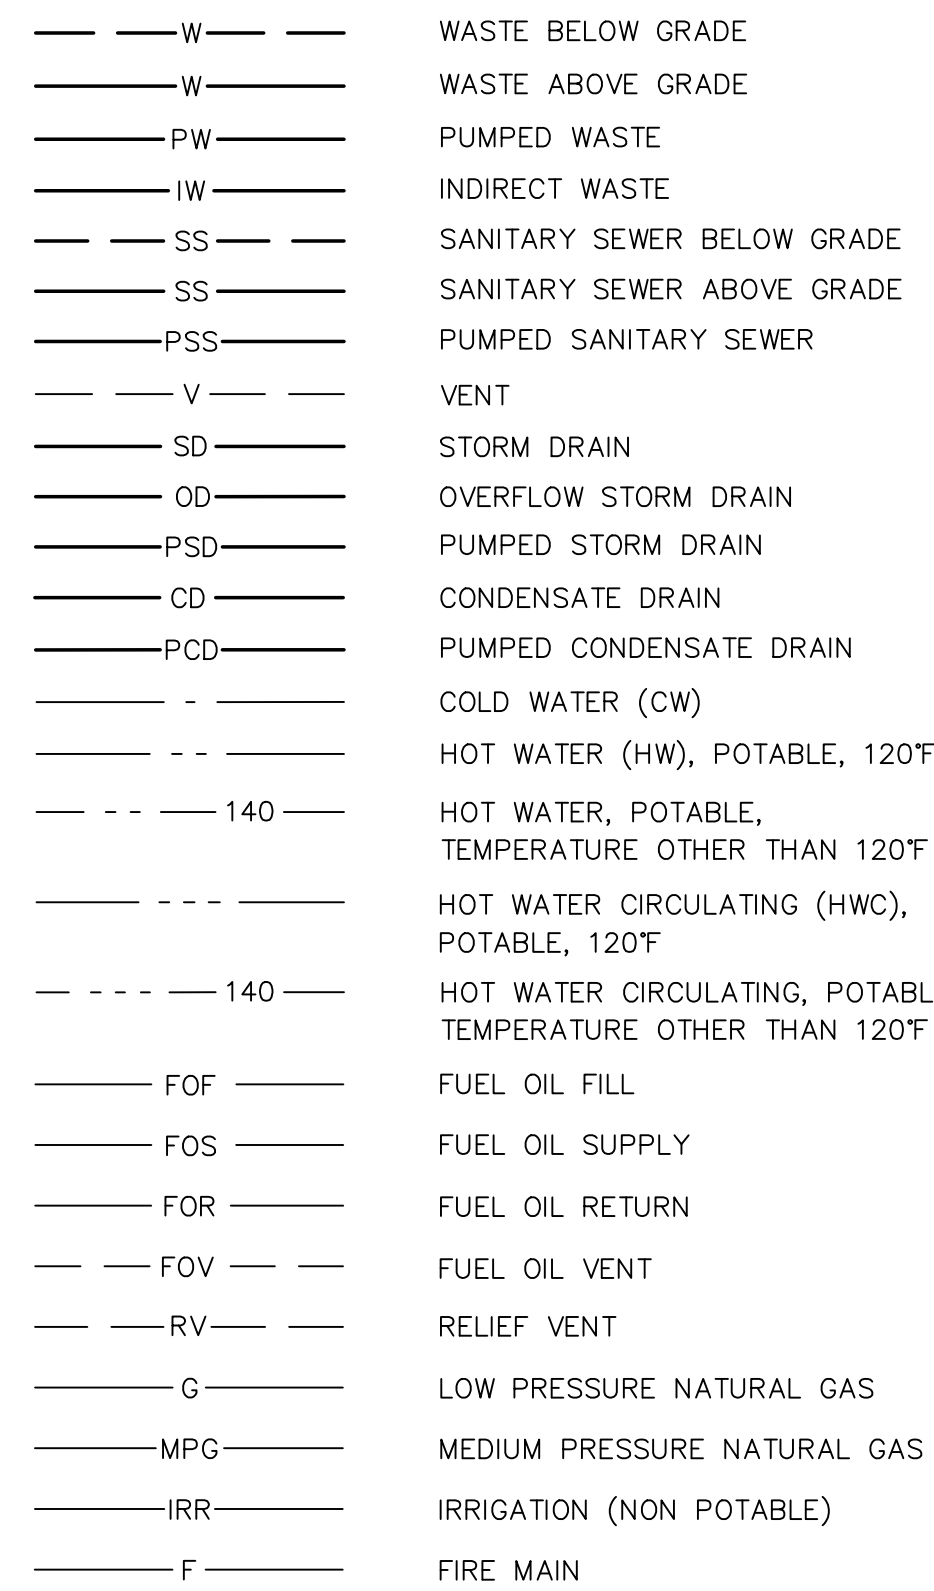 W WASTE BELOW GRADE
W WASTE ABOVE GRADE
PW PUMPED WASTE
IW INDIRECT WASTE
SS SANITARY SEWER BELOW GRADE
SS SANITARY SEWER ABOVE GRADE
PSS PUMPED SANITARY SEWER
V VENT
SD STORM DRAIN
OD OVERFLOW STORM DRAIN
PSD PUMPED STORM DRAIN
CD CONDENSATE DRAIN
PCD PUMPED CONDENSATE DRAIN
COLD WATER (CW)
HOT WATER (HW), POTABLE, 120°F
140 HOT WATER, POTABLE,
TEMPERATURE OTHER THAN 120°F
HOT WATER CIRCULATING (HWC),
POTABLE, 120°F
140 HOT WATER CIRCULATING, POTABL
TEMPERATURE OTHER THAN 120°F
FOF FUEL OIL FILL
FOS FUEL OIL SUPPLY
FOR FUEL OIL RETURN
FOV FUEL OIL VENT
RV RELIEF VENT
G LOW PRESSURE NATURAL GAS
MPG MEDIUM PRESSURE NATURAL GAS
IRR IRRIGATION (NON POTABLE)
F FIRE MAIN